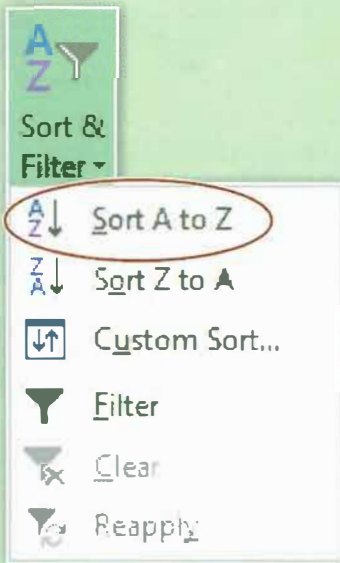 Sort &
Filter
Sort A to Z
Sort Z to A
Custom Sort...
Filter
Clear
Reapply